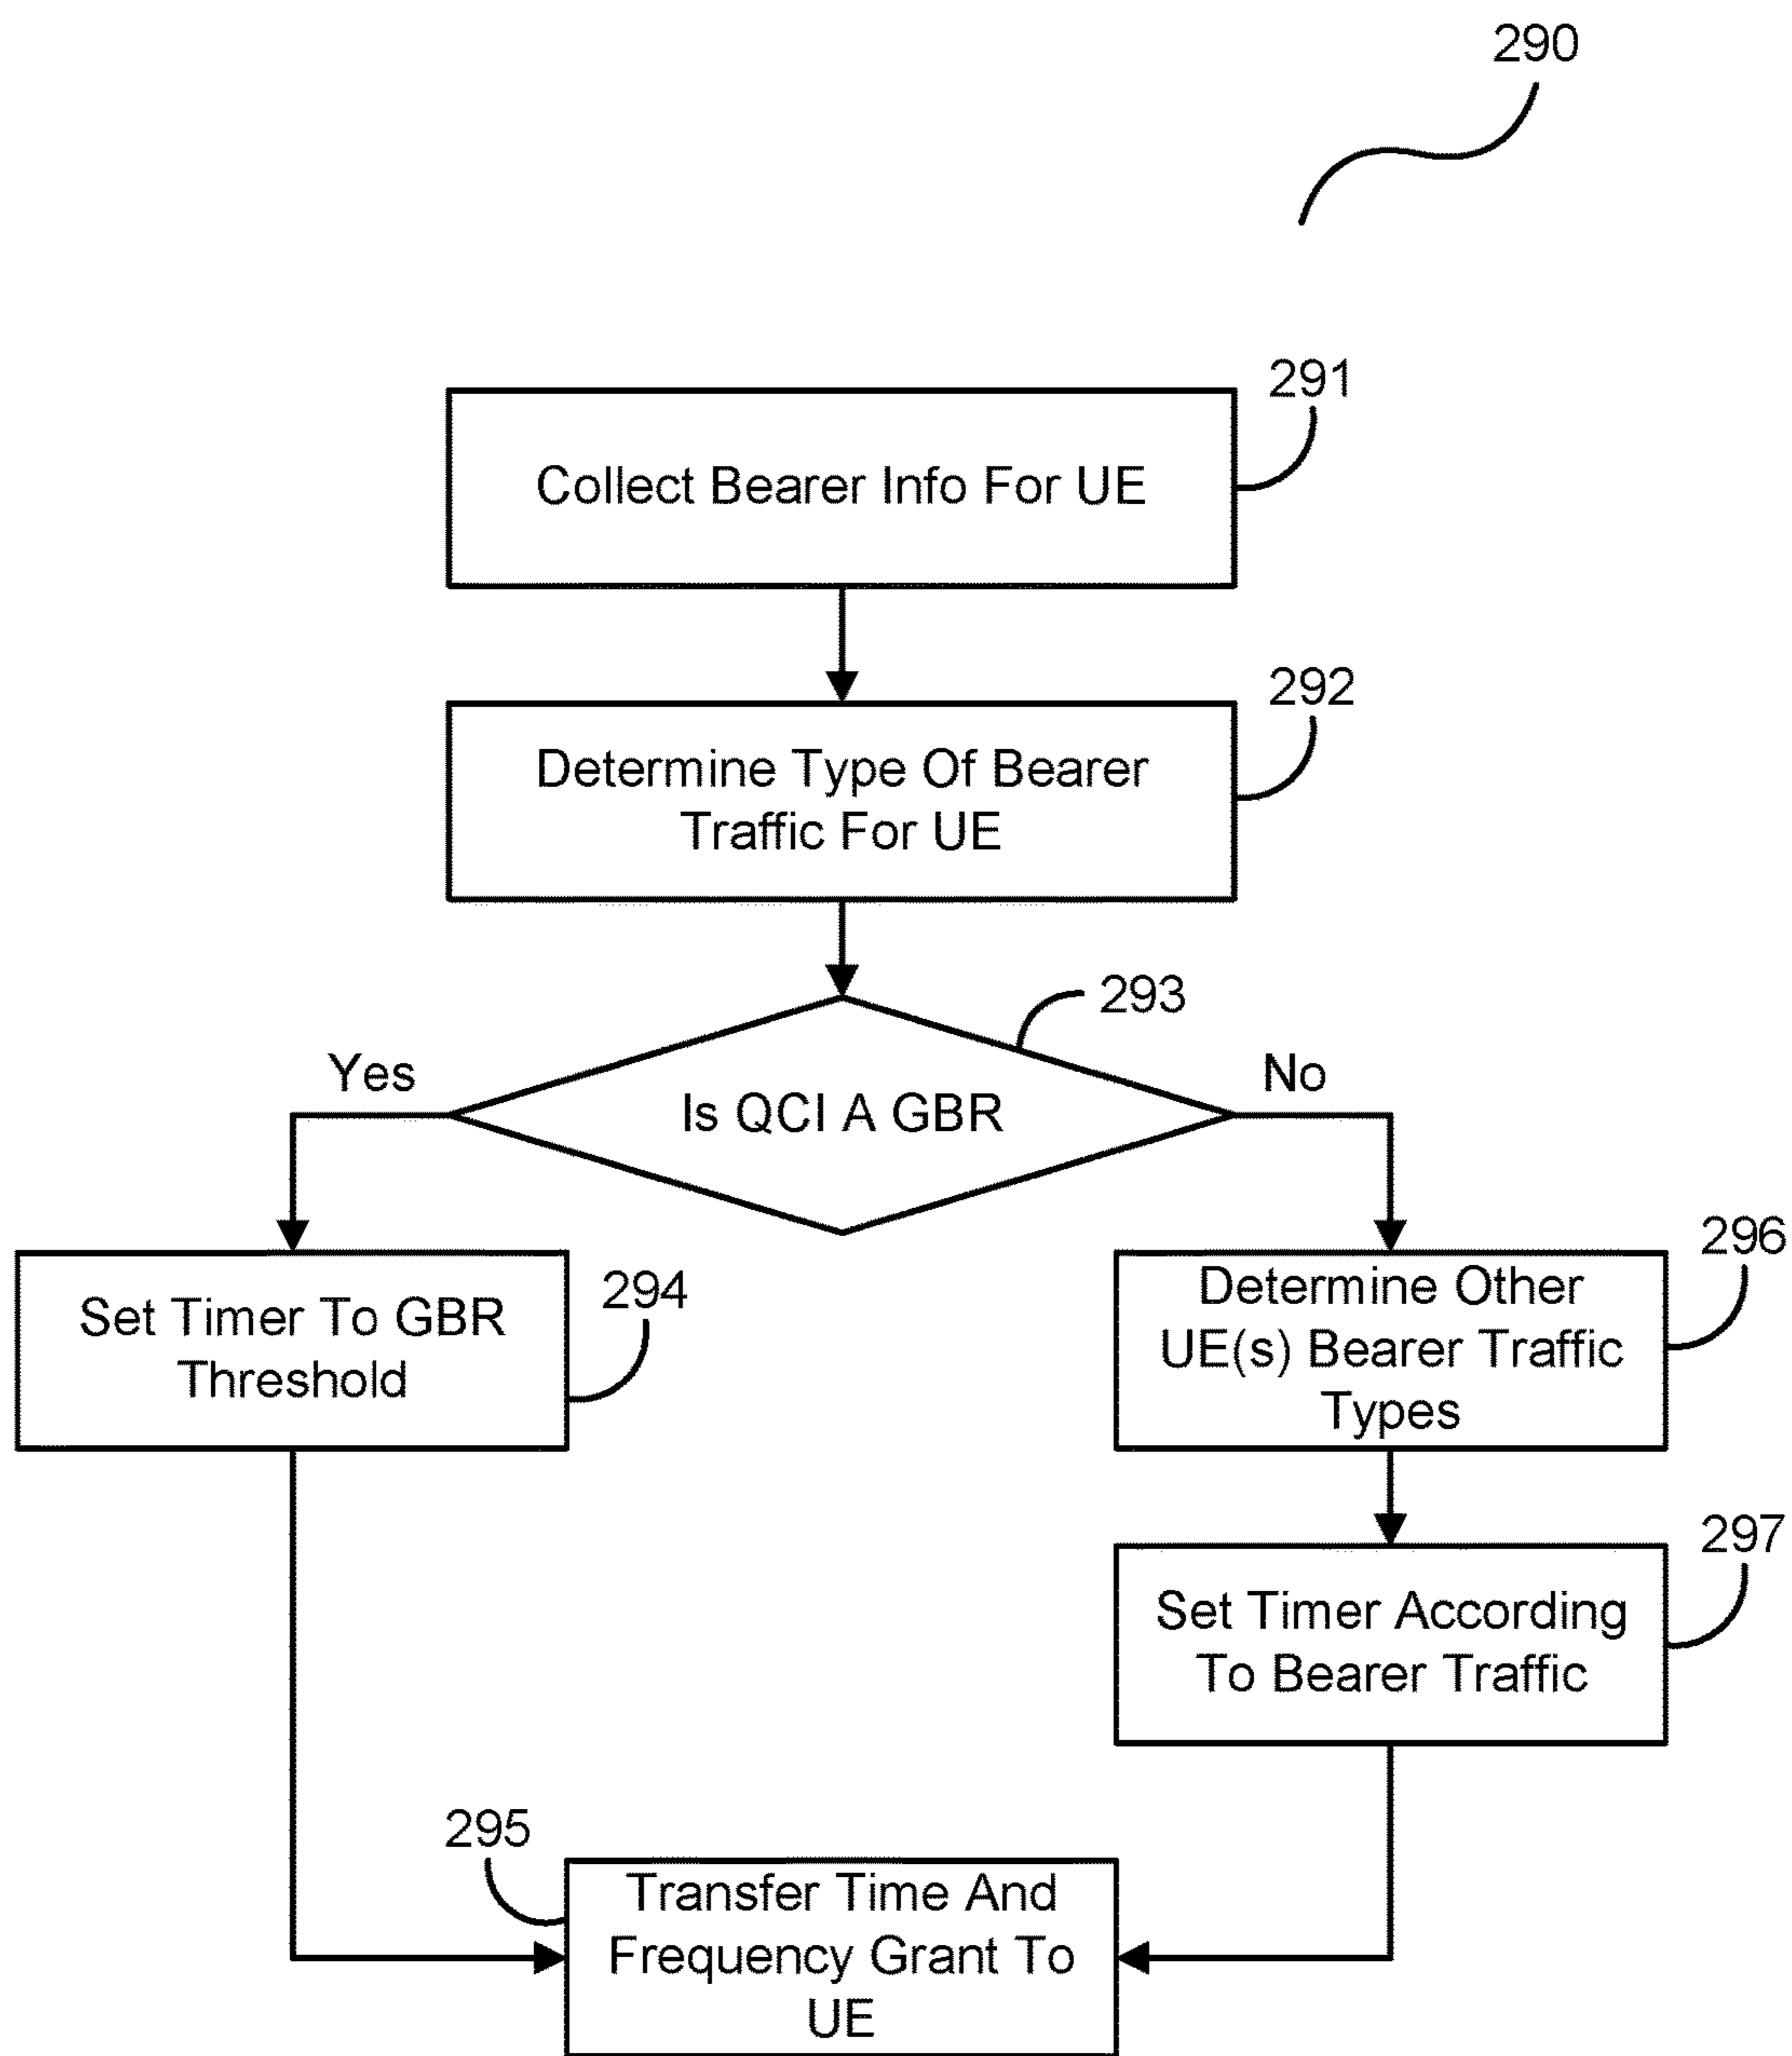 290
291
Collect Bearer Info For UE
292
Determine Type Of Bearer
Traffic For UE
293
Yes
No
Is QCI A GBR
294
Set Timer To GBR
Threshold
296
Determine Other
UE(s) Bearer Traffic
Types
297
Set Timer According
To Bearer Traffic
295
Transfer Time And
Frequency Grant To
UE